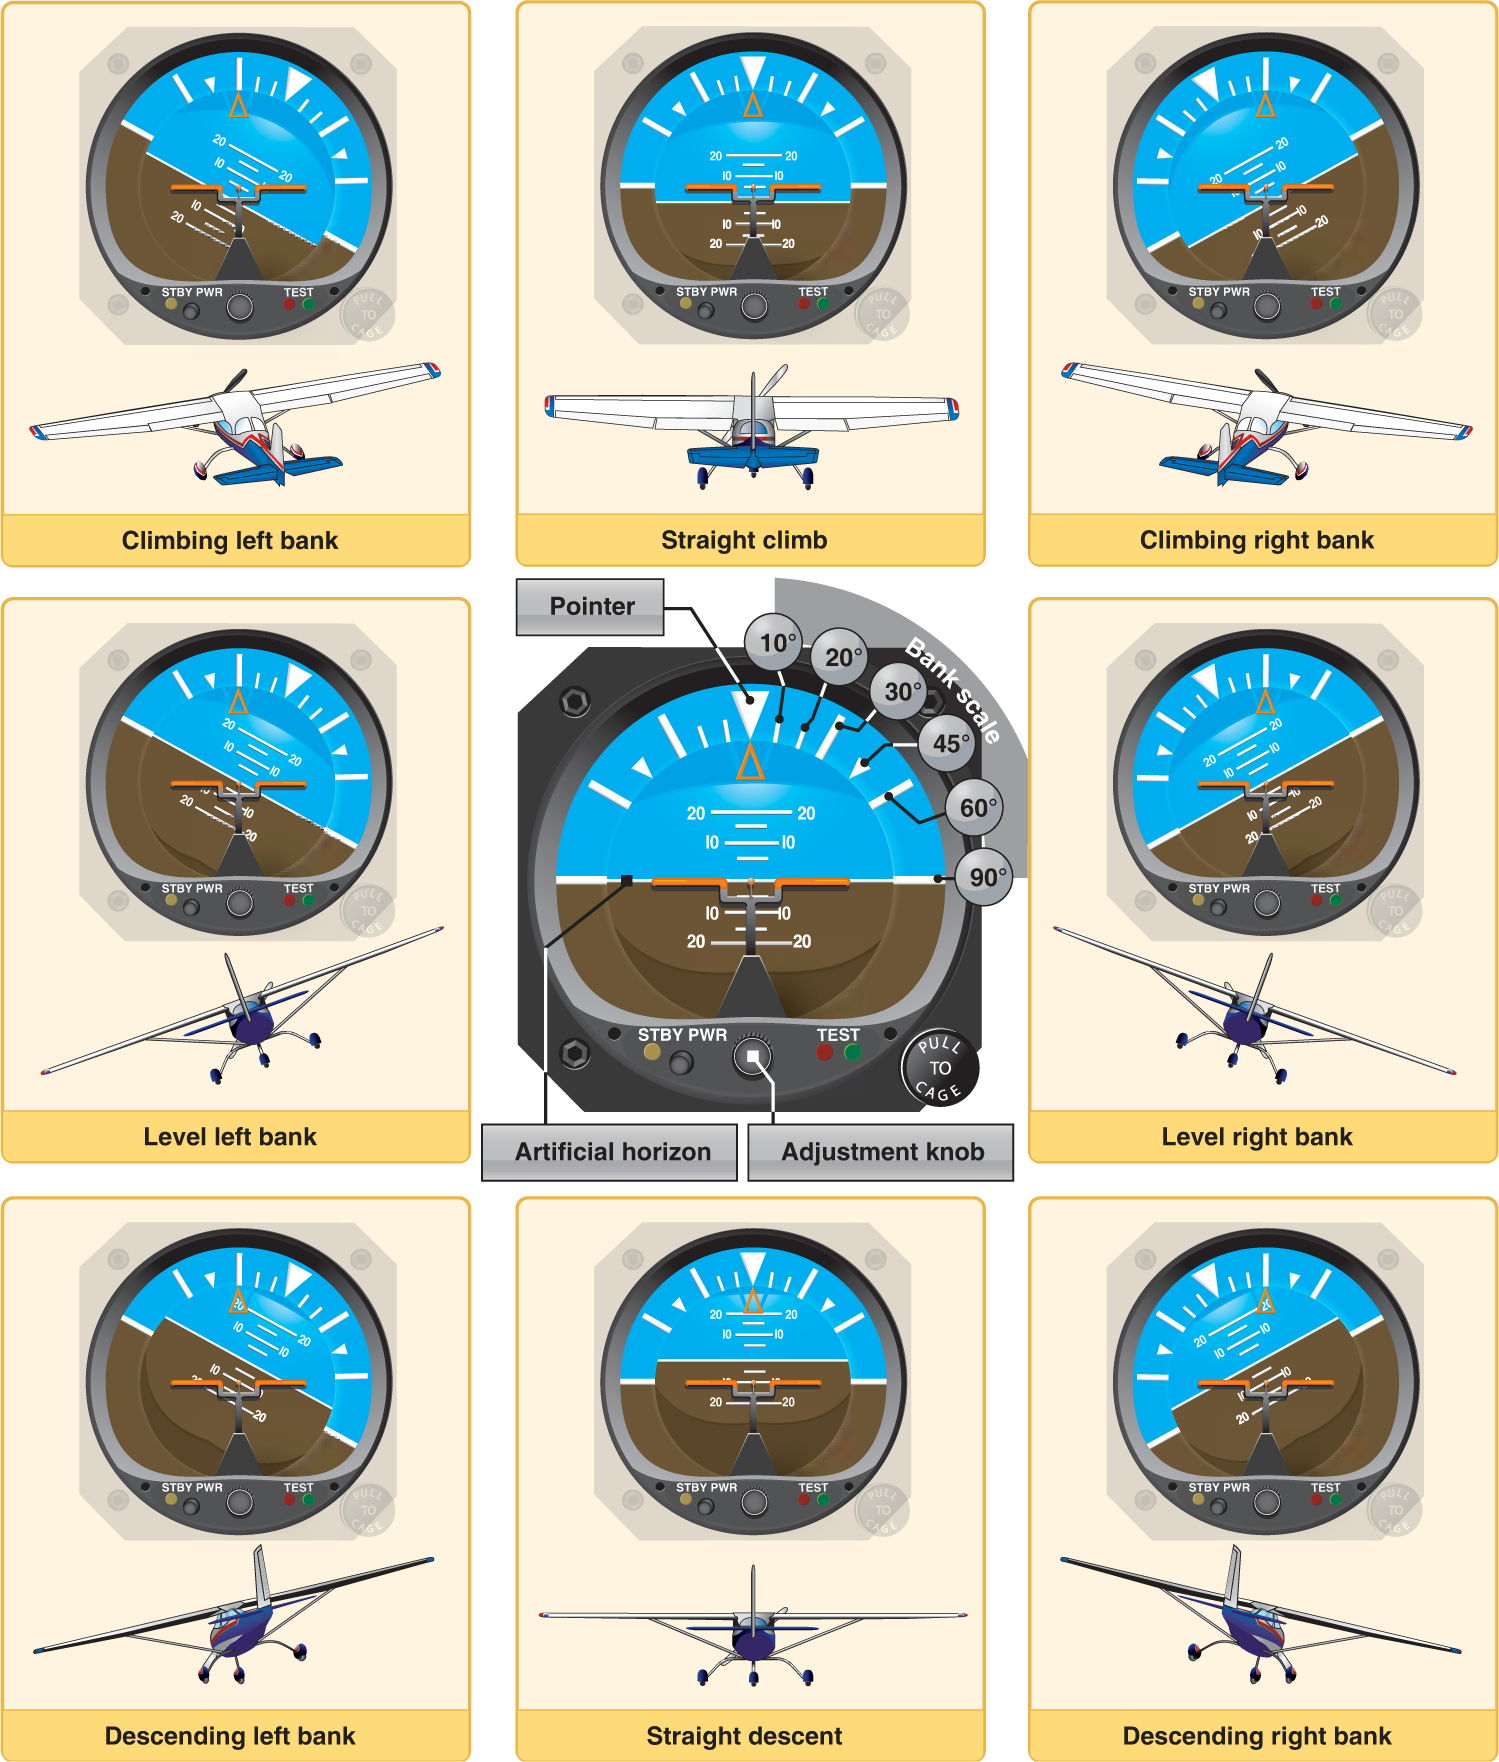 20
20
10
10
10
20
STBY PWR
TEST
PULL
TO
CAGE
Climbing left bank
20 20
10 10
10 10
20 20
STBY PWR
TEST
PULL
TO
CAGE
Straight climb
20
20
10
10
10
20
STBY PWR
TEST
PULL
TO
CAGE
Climbing right bank
Pointer
10°
20°
30°
45°
60°
90°
Bank scale
20 20
10 10
10 10
20 20
STBY PWR
TEST
PULL
TO
CAGE
Artificial horizon
Adjustment knob
20
10
20
10
10
20
10
20
STBY PWR
TEST
PULL
TO
CAGE
Level left bank
20
20
10
10
10
10
20
20
STBY PWR
TEST
PULL
TO
CAGE
Level right bank
20
10
20
10
10
20
STBY PWR
TEST
PULL
TO
CAGE
Descending left bank
20 20
10 10
10 10
20 20
STBY PWR
TEST
PULL
TO
CAGE
Straight descent
20
20
10
10
10
10
20
STBY PWR
TEST
PULL
TO
CAGE
Descending right bank